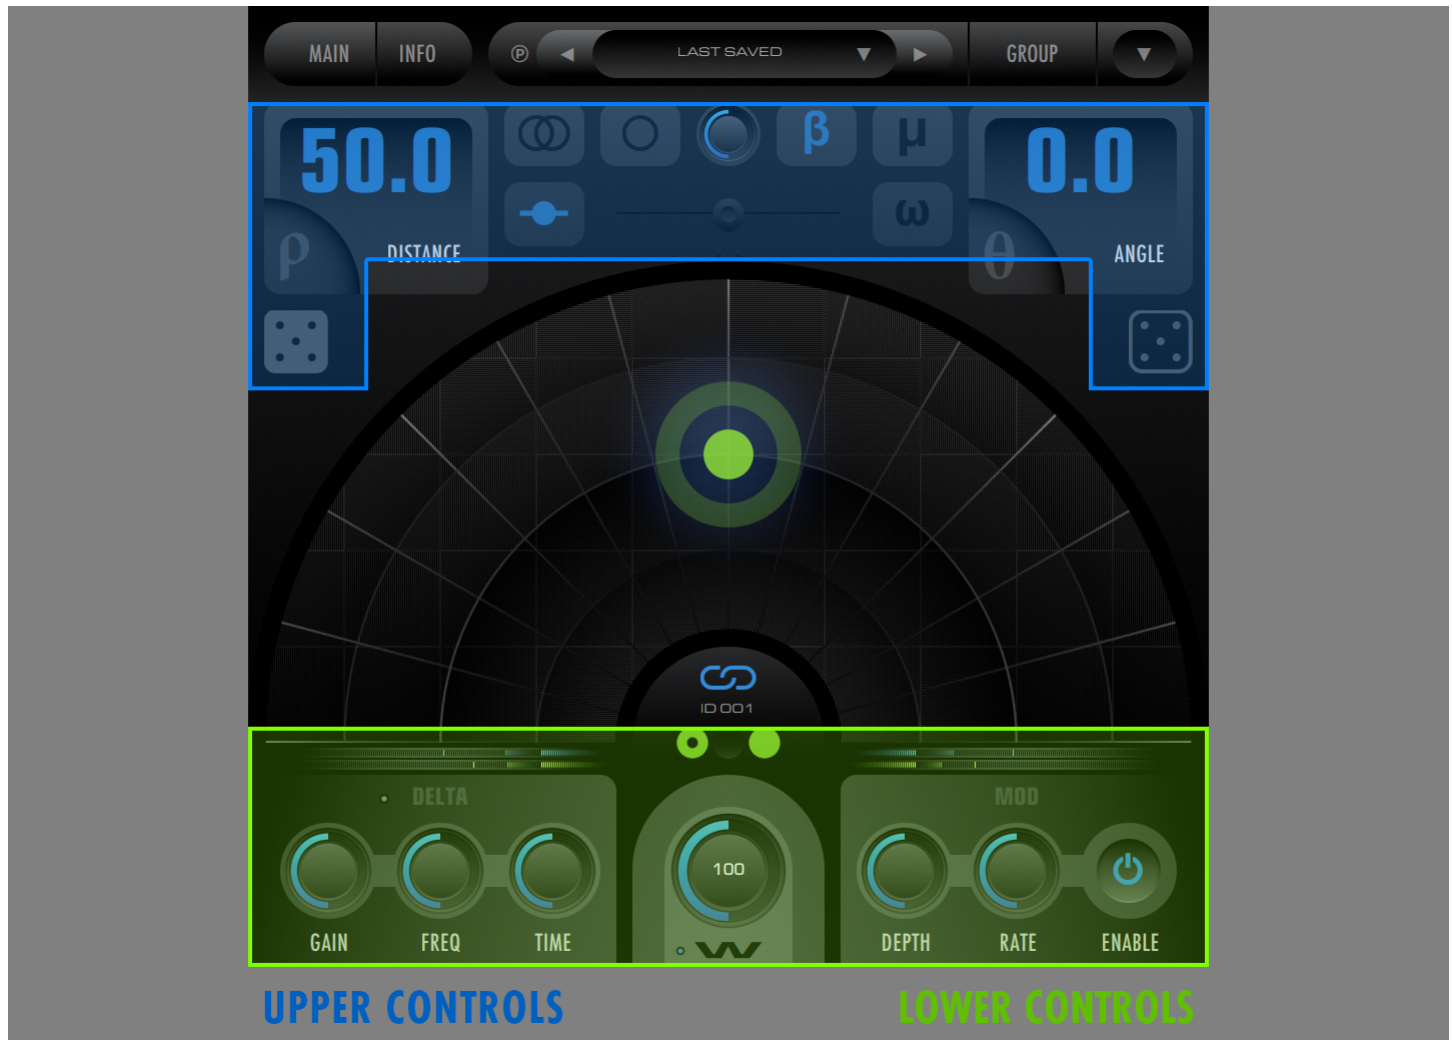 MAIN INFO ℗ ◀ LAST SAVED ▼ ▶ GROUP ▼
50.0 β μ 0.0
ω
ρ DISTANCE θ ANGLE
ID 001
DELTA MOD
100
GAIN FREQ TIME DEPTH RATE ENABLE
UPPER CONTROLS LOWER CONTROLS